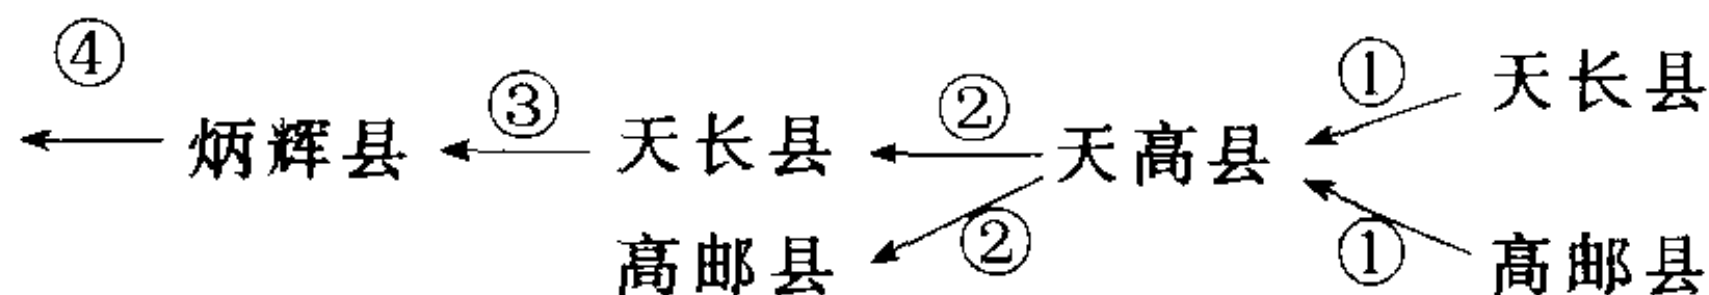 ④ 炳辉县 ③ 天长县 ② 天高县 ① 天长县
高邮县 ② ① 高邮县